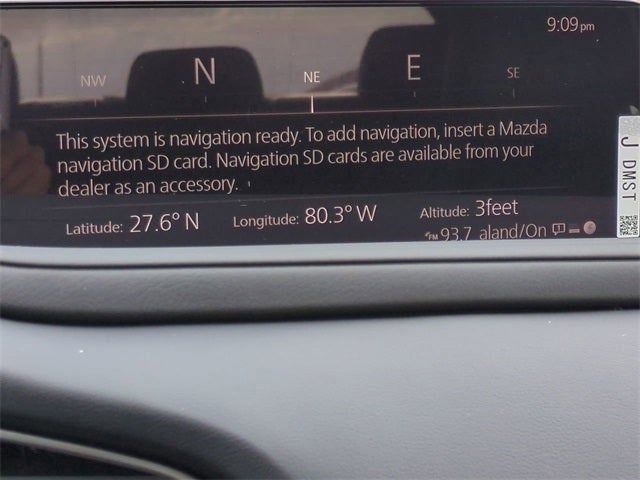 9:09pm
NW N NE E SE
This system is navigation ready. To add navigation, insert a Mazda
navigation SD card. Navigation SD cards are available from your
dealer as an accessory.
Latitude: 27.6° N Longitude: 80.3° W Altitude: 3feet
FM 93.7 aland/On
J DMST